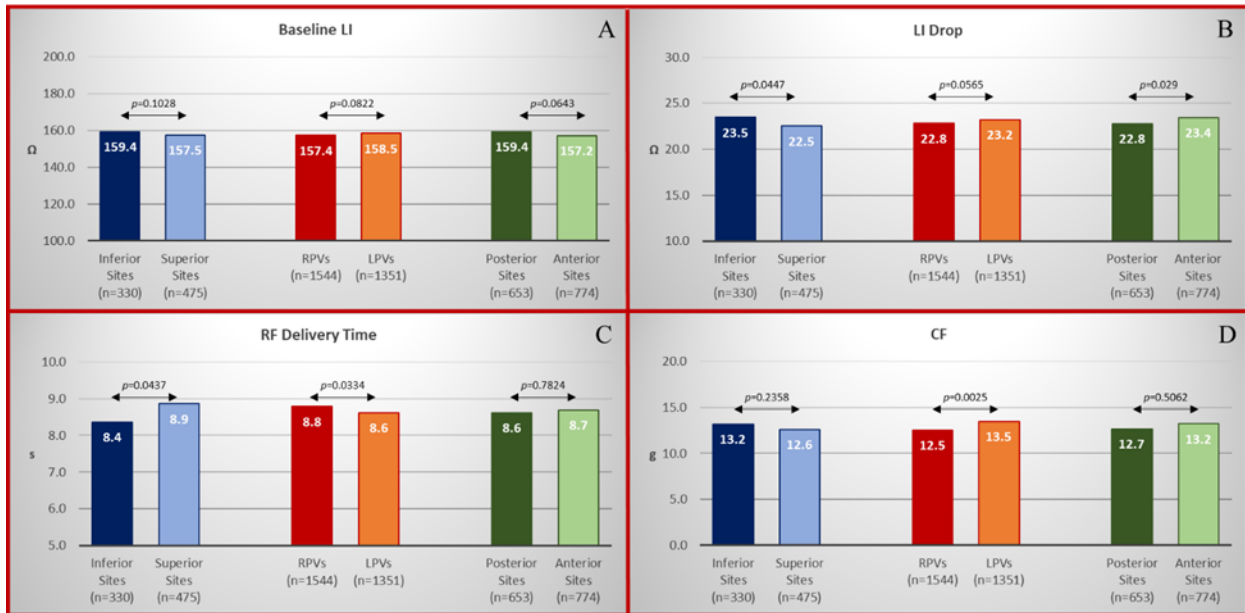 Baseline LI
A
200.0
180.0
160.0
140.0
120.0
100.0
Ω
p=0.1028
p=0.0822
p=0.0643
159.4
157.5
157.4
158.5
159.4
157.2
Inferior Sites (n=330)
Superior Sites (n=475)
RPVs (n=1544)
LPVs (n=1351)
Posterior Sites (n=653)
Anterior Sites (n=774)
LI Drop
B
30.0
25.0
20.0
15.0
10.0
Ω
p=0.0447
p=0.0565
p=0.029
23.5
22.5
22.8
23.2
22.8
23.4
Inferior Sites (n=330)
Superior Sites (n=475)
RPVs (n=1544)
LPVs (n=1351)
Posterior Sites (n=653)
Anterior Sites (n=774)
RF Delivery Time
C
10.0
9.0
8.0
7.0
6.0
5.0
s
p=0.0437
p=0.0334
p=0.7824
8.4
8.9
8.8
8.6
8.6
8.7
Inferior Sites (n=330)
Superior Sites (n=475)
RPVs (n=1544)
LPVs (n=1351)
Posterior Sites (n=653)
Anterior Sites (n=774)
CF
D
20.0
15.0
10.0
5.0
0.0
g
p=0.2358
p=0.0025
p=0.5062
13.2
12.6
12.5
13.5
12.7
13.2
Inferior Sites (n=330)
Superior Sites (n=475)
RPVs (n=1544)
LPVs (n=1351)
Posterior Sites (n=653)
Anterior Sites (n=774)